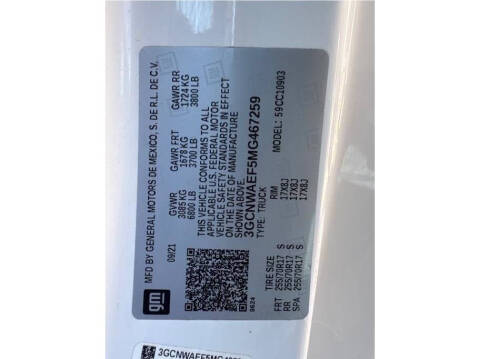 MFD BY GENERAL MOTORS DE MEXICO, S. DE R.L. DE C.V.
09/21 GVWR GAWR FRT GAWR RR
3085 KG 1678 KG 1724 KG
6800 LB 3700 LB 3800 LB
THIS VEHICLE CONFORMS TO ALL
APPLICABLE U.S. FEDERAL MOTOR
VEHICLE SAFETY STANDARDS IN EFFECT
ON THE DATE OF MANUFACTURE
SHOWN ABOVE.
3GCNWAEF5MG467259
TYPE: TRUCK MODEL: 59CC10903
gm
TIRE SIZE RIM
FRT 255/70R17 S 17X8J
RR 255/70R17 S 17X8J
SPA 255/70R17 S 17X8J